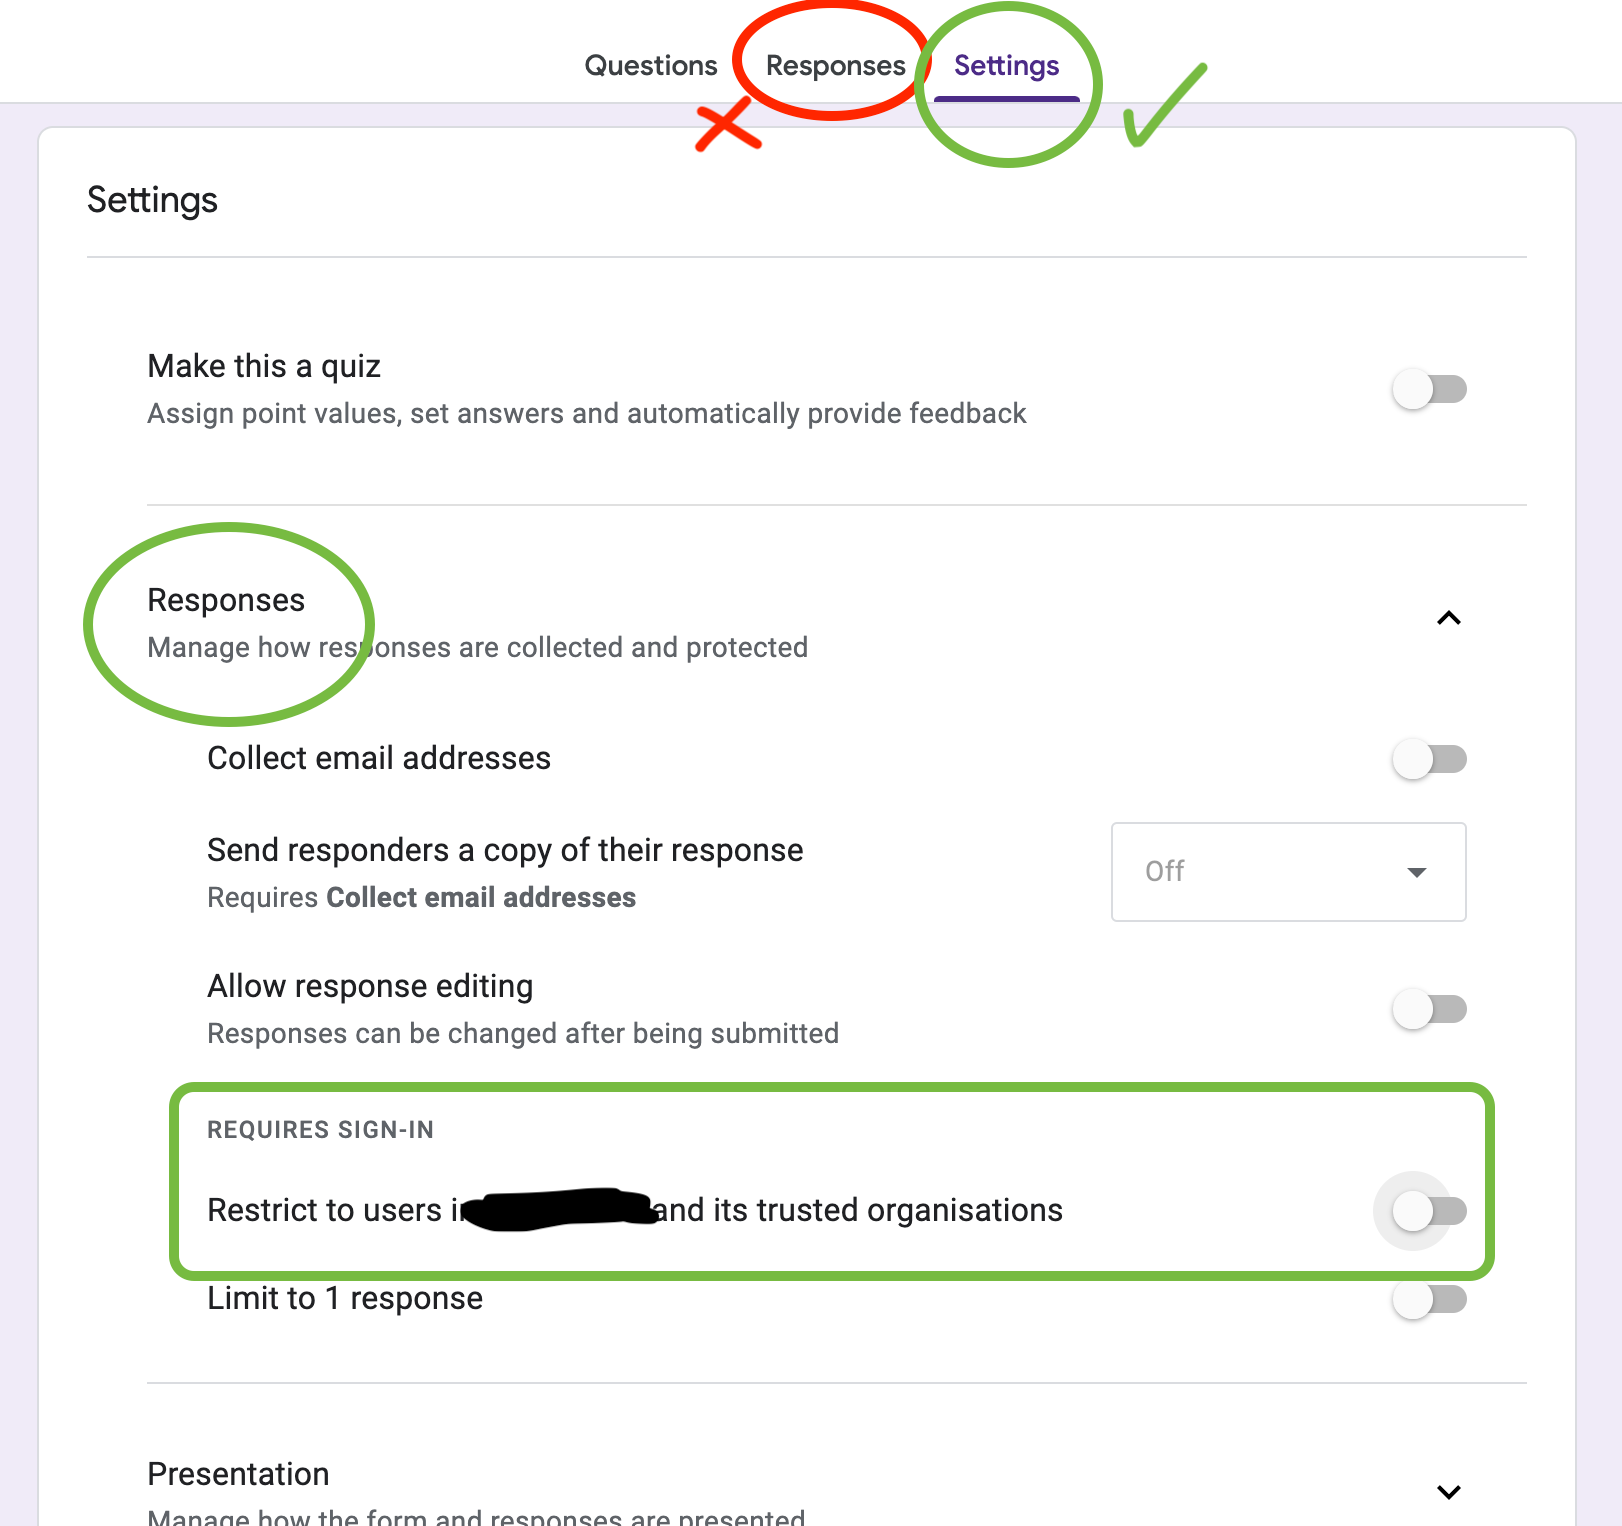 Questions Responses Settings
Settings
Make this a quiz
Assign point values, set answers and automatically provide feedback
Responses
Manage how responses are collected and protected
Collect email addresses
Send responders a copy of their response
Requires Collect email addresses
Off
Allow response editing
Responses can be changed after being submitted
REQUIRES SIGN-IN
Restrict to users and its trusted organisations
Limit to 1 response
Presentation
Manage how the form and responses are presented